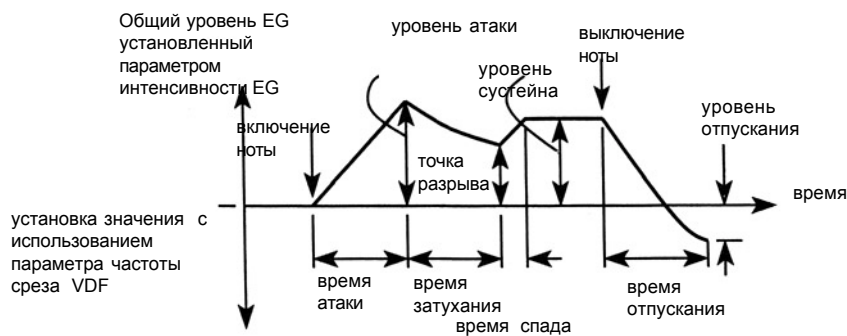 Общий уровень EG
установленный
параметром
интенсивности EG
уровень атаки
выключение
ноты
уровень
сустейна
уровень
отпускания
включение
ноты
точка
разрыва
время
установка значения с
использованием
параметра частоты
среза VDF
время
атаки
время
затухания
время спада
время
отпускания